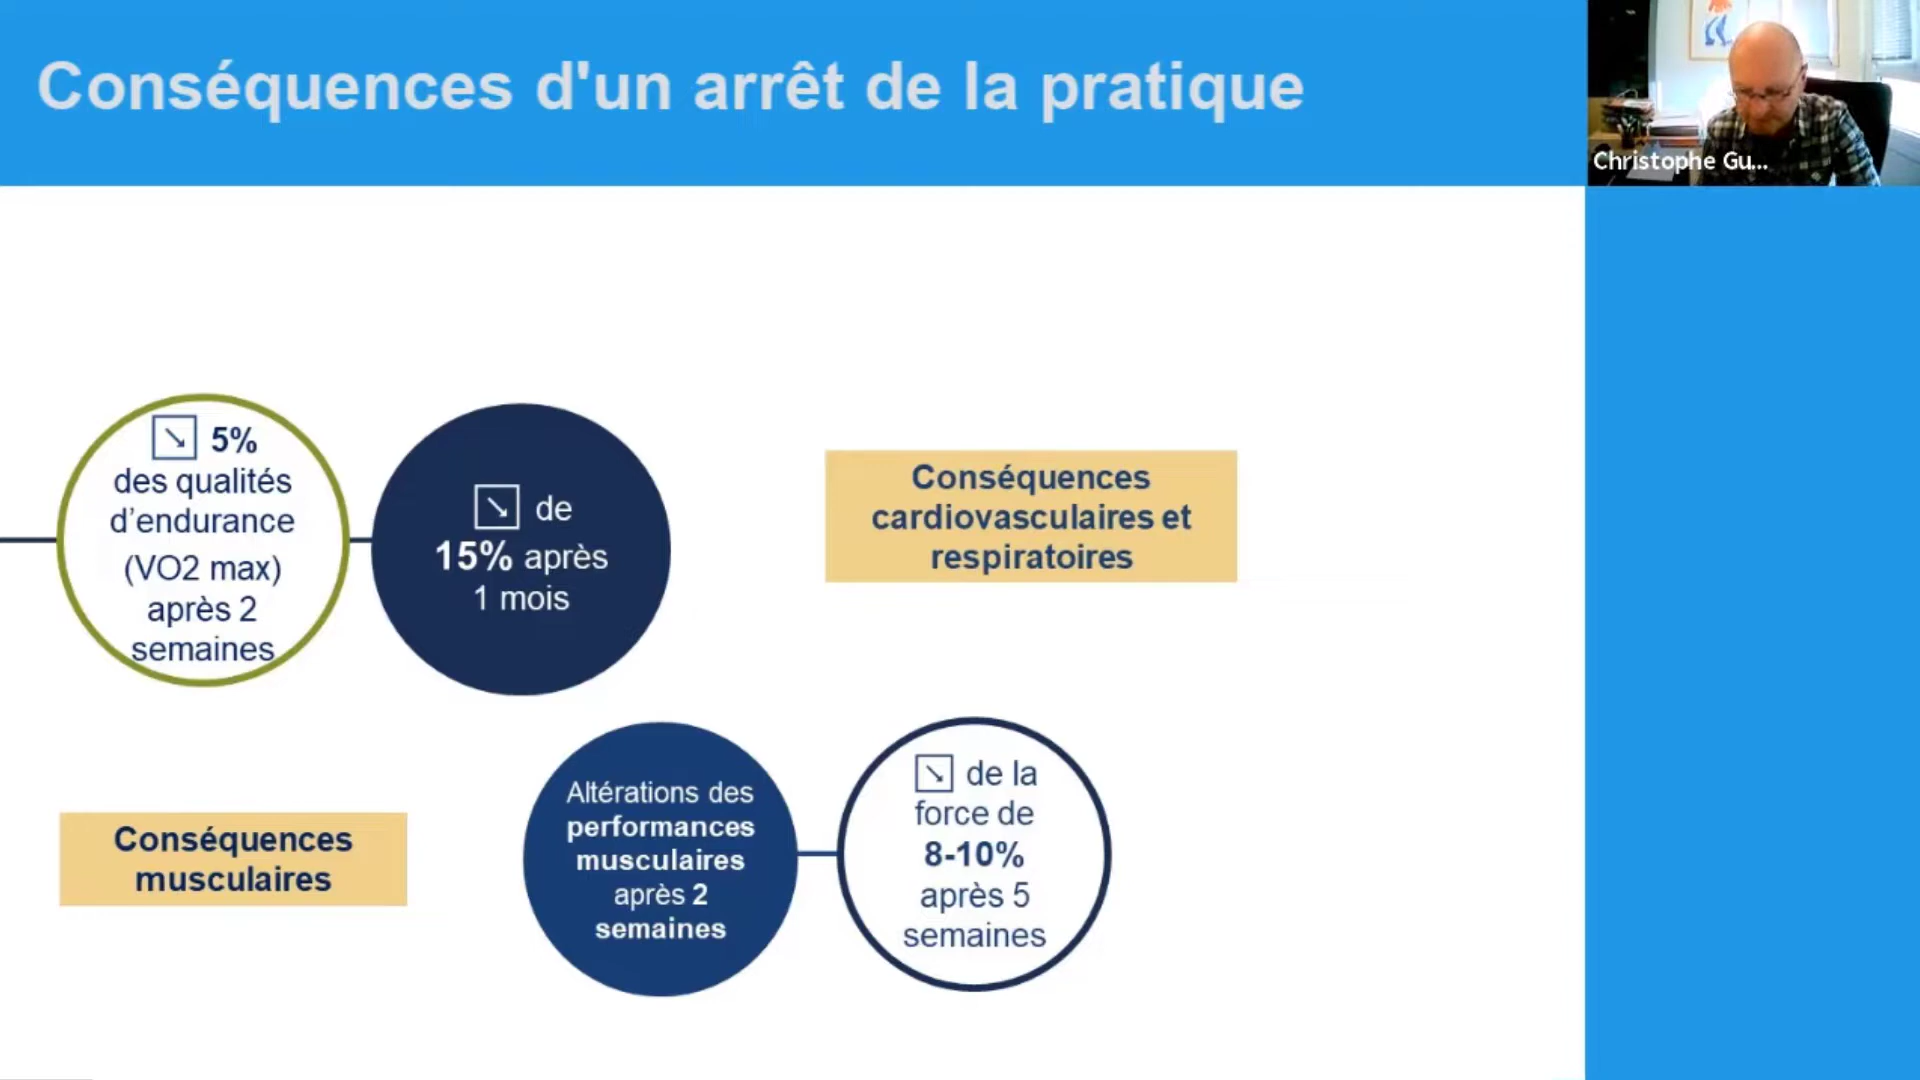 Conséquences d'un arrêt de la pratique
Christophe Gu...
↘ 5%
des qualités
d’endurance
(VO2 max)
après 2
semaines
↘ de
15% après
1 mois
Conséquences
cardiovasculaires et
respiratoires
Conséquences
musculaires
Altérations des
performances
musculaires
après 2
semaines
↘ de la
force de
8-10%
après 5
semaines